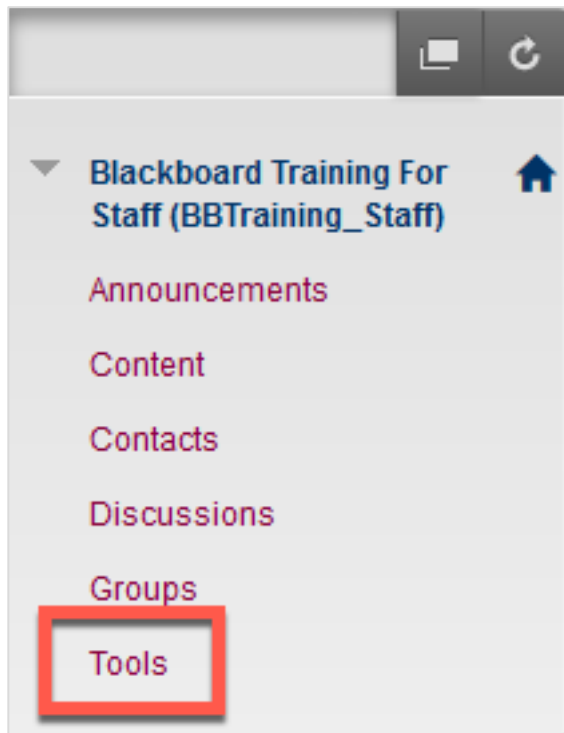 Blackboard Training For
Staff (BBTraining_Staff)
Announcements
Content
Contacts
Discussions
Groups
Tools